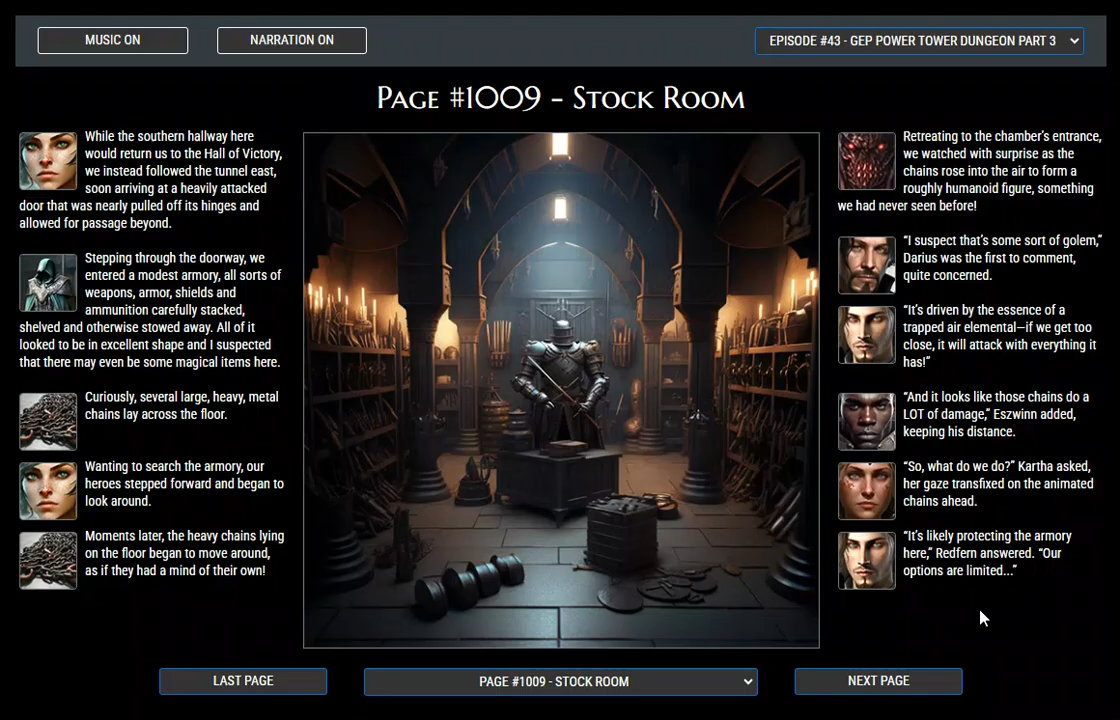 MUSIC ON
NARRATION ON
EPISODE #43 - GEP POWER TOWER DUNGEON PART 3
Page #1009 - Stock Room
While the southern hallway here
would return us to the Hall of Victory,
we instead followed the tunnel east,
soon arriving at a heavily attacked
door that was nearly pulled off its hinges and
allowed for passage beyond.
Stepping through the doorway, we
entered a modest armory, all sorts of
weapons, armor, shields and
ammunition carefully stacked,
shelved and otherwise stowed away. All of it
looked to be in excellent shape and I suspected
that there may even be some magical items here.
Curiously, several large, heavy, metal
chains lay across the floor.
Wanting to search the armory, our
heroes stepped forward and began to
look around.
Moments later, the heavy chains lying
on the floor began to move around,
as if they had a mind of their own!
Retreating to the chamber's entrance,
we watched with surprise as the
chains rose into the air to form a
roughly humanoid figure, something
we had never seen before!
“I suspect that's some sort of golem,”
Darius was the first to comment,
quite concerned.
“It's driven by the essence of a
trapped air elemental—if we get too
close, it will attack with everything it
has!”
“And it looks like those chains do a
LOT of damage,” Eszwinn added,
keeping his distance.
“So, what do we do?” Kartha asked,
her gaze transfixed on the animated
chains ahead.
“It's likely protecting the armory
here,” Redfern answered. “Our
options are limited...”
LAST PAGE
PAGE #1009 - STOCK ROOM
NEXT PAGE